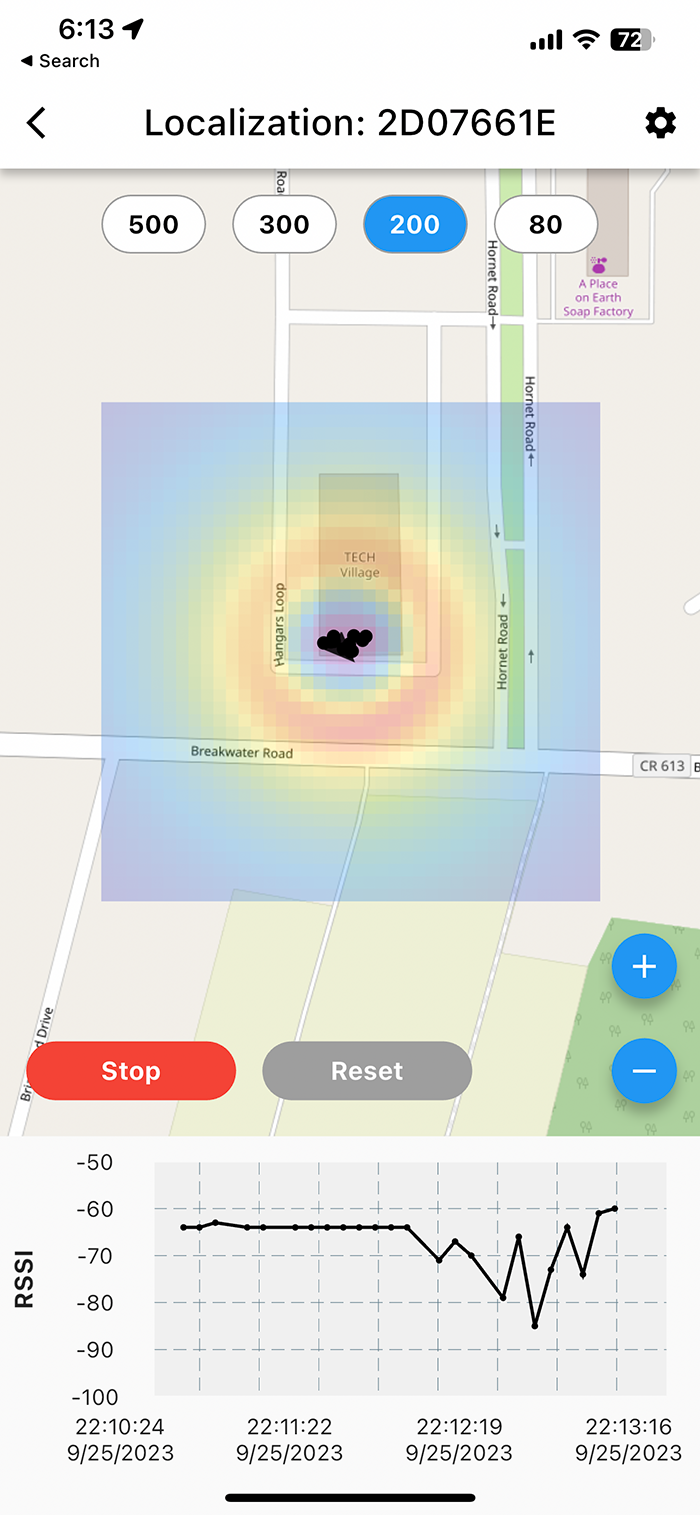 6:13
72
Search
Localization: 2D07661E
Roa
500
300
200
80
Hornet Road
A Place
on Earth
Soap Factory
Hornet Road
TECH
Village
Hangars Loop
Hornet Road
Breakwater Road
CR 613
Drive
Stop
Reset
+
−
-50
-60
-70
-80
-90
-100
RSSI
22:10:24
9/25/2023
22:11:22
9/25/2023
22:12:19
9/25/2023
22:13:16
9/25/2023